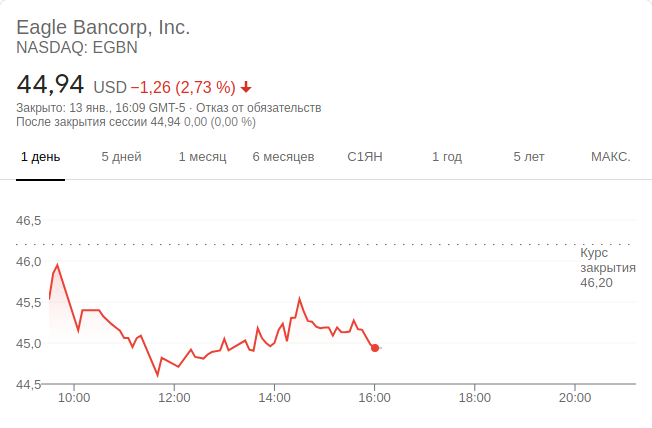 Eagle Bancorp, Inc.
NASDAQ: EGBN
44,94 USD −1,26 (2,73 %)
Закрыто: 13 янв., 16:09 GMT-5 · Отказ от обязательств
После закрытия сессии 44,94 0,00 (0,00 %)
1 день 5 дней 1 месяц 6 месяцев С1ЯН 1 год 5 лет МАКС.
46,5
46,0
45,5
45,0
44,5
Курс
закрытия
46,20
10:00 12:00 14:00 16:00 18:00 20:00